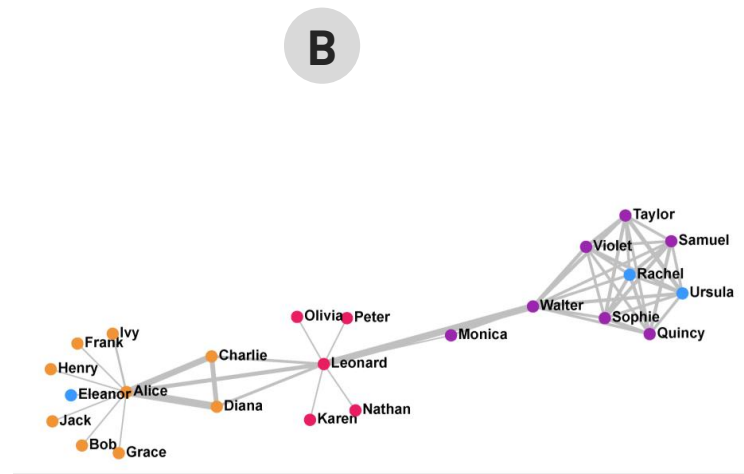 B
Taylor
Violet
Samuel
Rachel
Ursula
Walter
Sophie
Quincy
Olivia
Peter
Monica
Ivy
Frank
Charlie
Leonard
Henry
Eleanor
Alice
Diana
Nathan
Karen
Jack
Bob
Grace